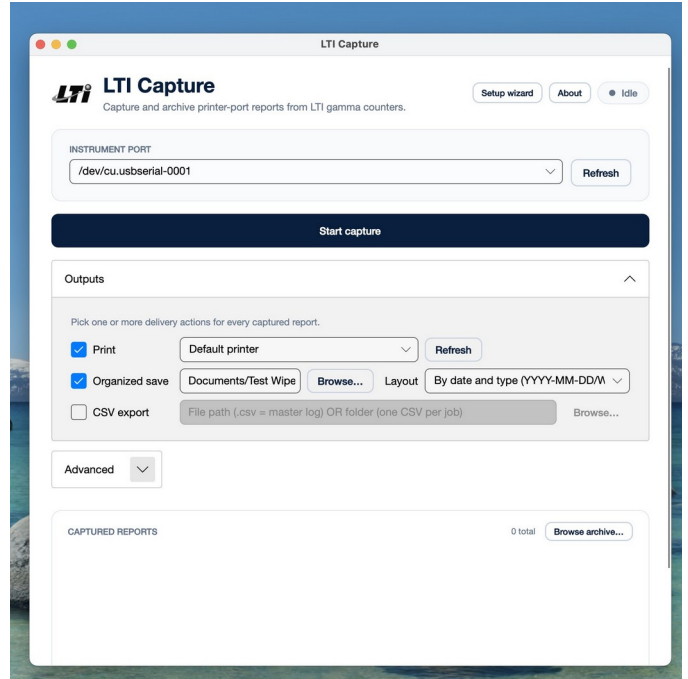 LTI Capture
LTI LTI Capture
Capture and archive printer-port reports from LTI gamma counters.
Setup wizard About Idle
INSTRUMENT PORT
/dev/cu.usbserial-0001 Refresh
Start capture
Outputs
Pick one or more delivery actions for every captured report.
Print Default printer Refresh
Organized save Documents/Test Wipe Browse... Layout By date and type (YYYY-MM-DD/
CSV export File path (.csv = master log) OR folder (one CSV per job) Browse...
Advanced
CAPTURED REPORTS 0 total Browse archive...